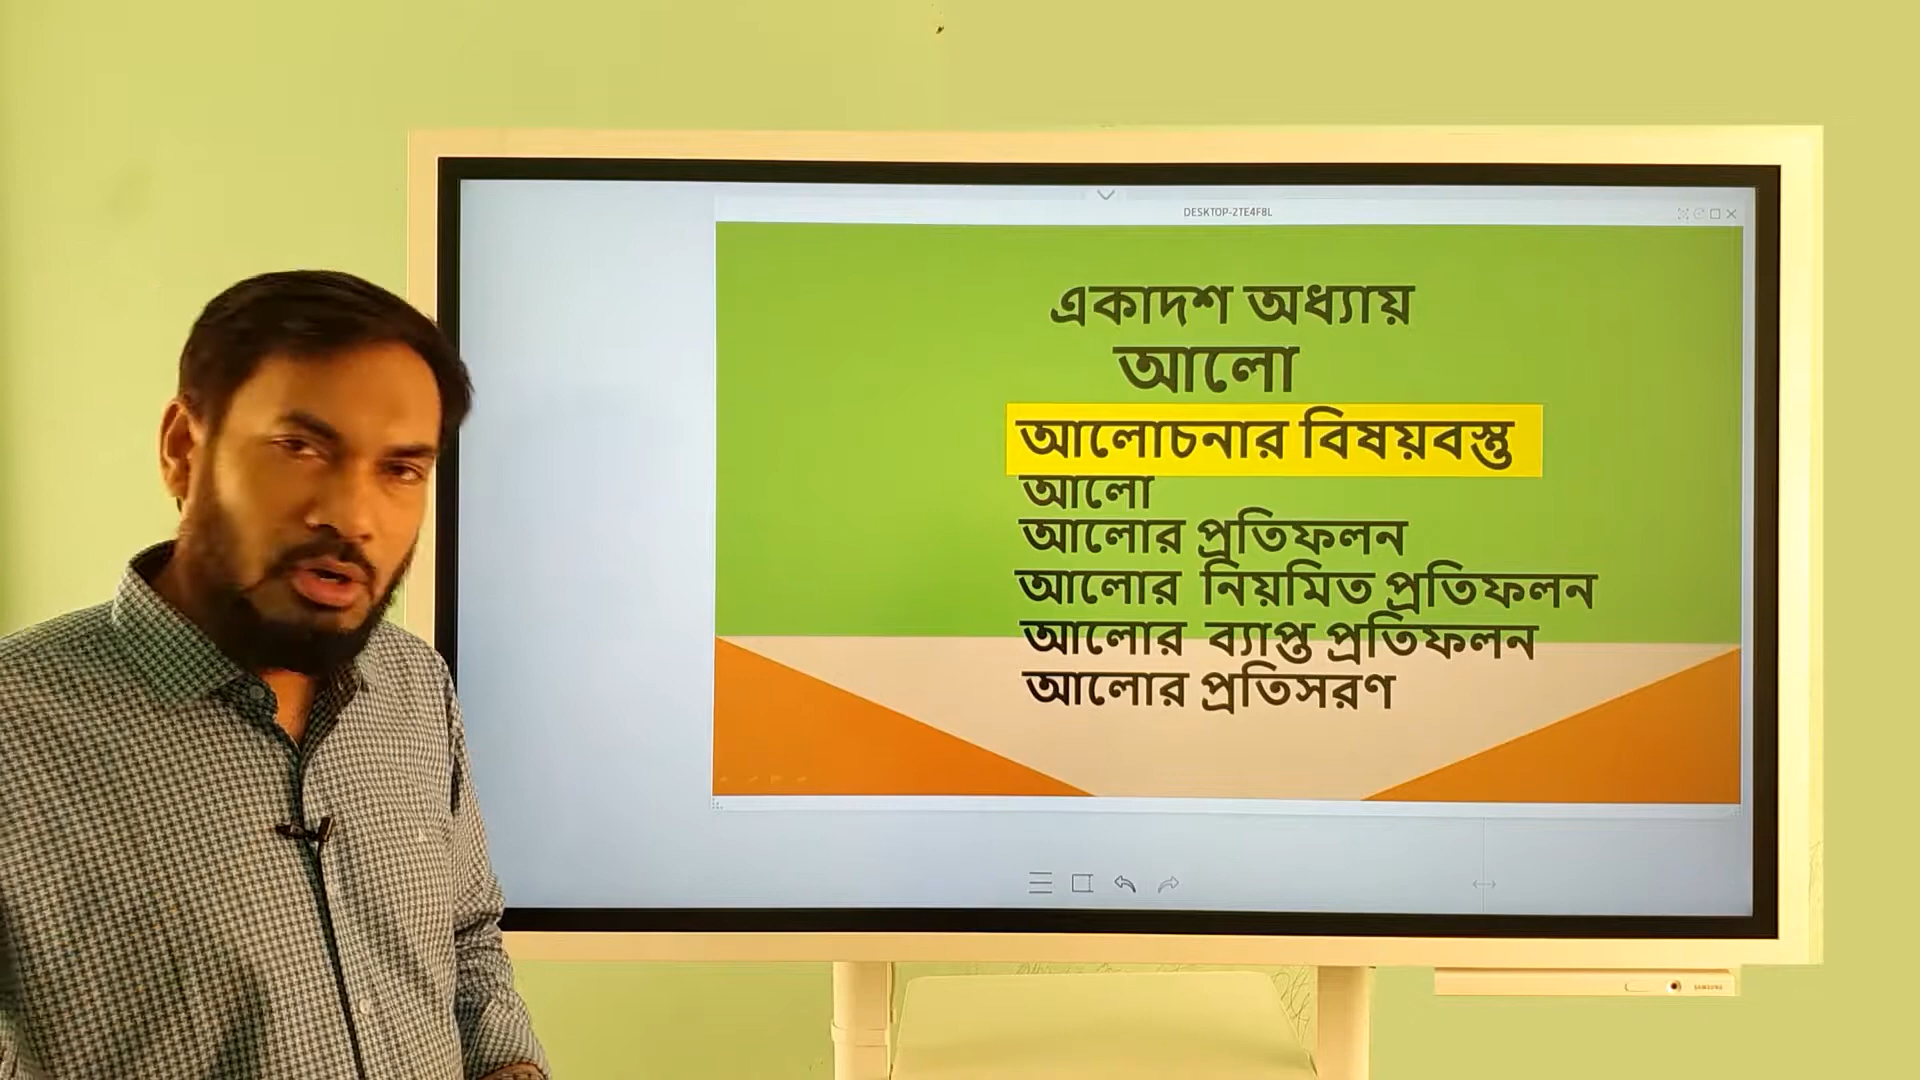 DESKTOP-2TE4F8L
একাদশ অধ্যায়
আলো
আলোচনার বিষয়বস্তু
আলো
আলোর প্রতিফলন
আলোর নিয়মিত প্রতিফলন
আলোর ব্যাপ্ত প্রতিফলন
আলোর প্রতিসরণ
SAMSUNG